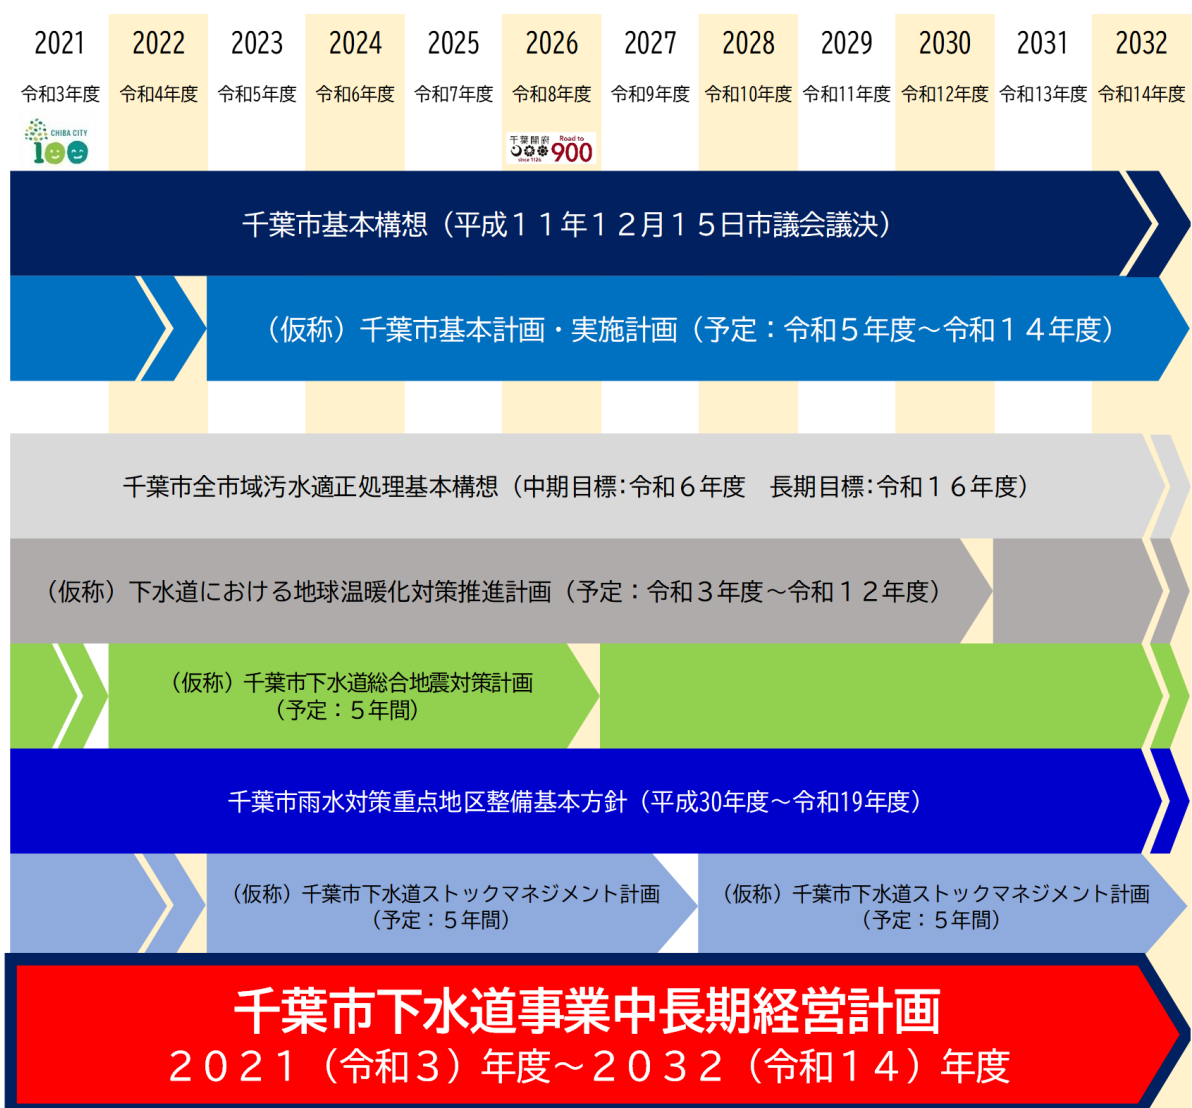 2021 2022 2023 2024 2025 2026 2027 2028 2029 2030 2031 2032
令和3年度 令和4年度 令和5年度 令和6年度 令和7年度 令和8年度 令和9年度 令和10年度 令和11年度 令和12年度 令和13年度 令和14年度
CHIBA CITY
100
千葉開府 Road to
900
since 1126
千葉市基本構想（平成１１年１２月１５日市議会議決）
（仮称）千葉市基本計画・実施計画（予定：令和５年度～令和１４年度）
千葉市全市域汚水適正処理基本構想（中期目標:令和６年度　長期目標:令和１６年度）
（仮称）下水道における地球温暖化対策推進計画（予定：令和３年度～令和１２年度）
（仮称）千葉市下水道総合地震対策計画
（予定：５年間）
千葉市雨水対策重点地区整備基本方針（平成30年度～令和19年度）
（仮称）千葉市下水道ストックマネジメント計画
（予定：５年間）
（仮称）千葉市下水道ストックマネジメント計画
（予定：５年間）
千葉市下水道事業中長期経営計画
２０２１（令和３）年度～２０３２（令和１４）年度